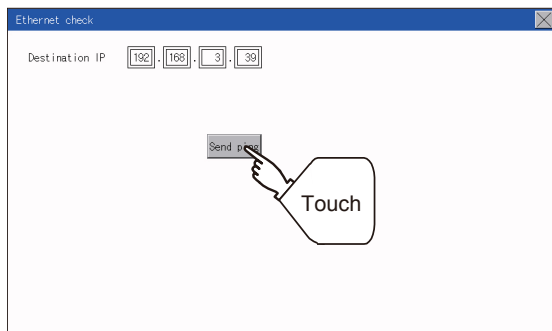 Ethernet check
Destination IP 192 . 168 . 3 . 39
Send ping
Touch